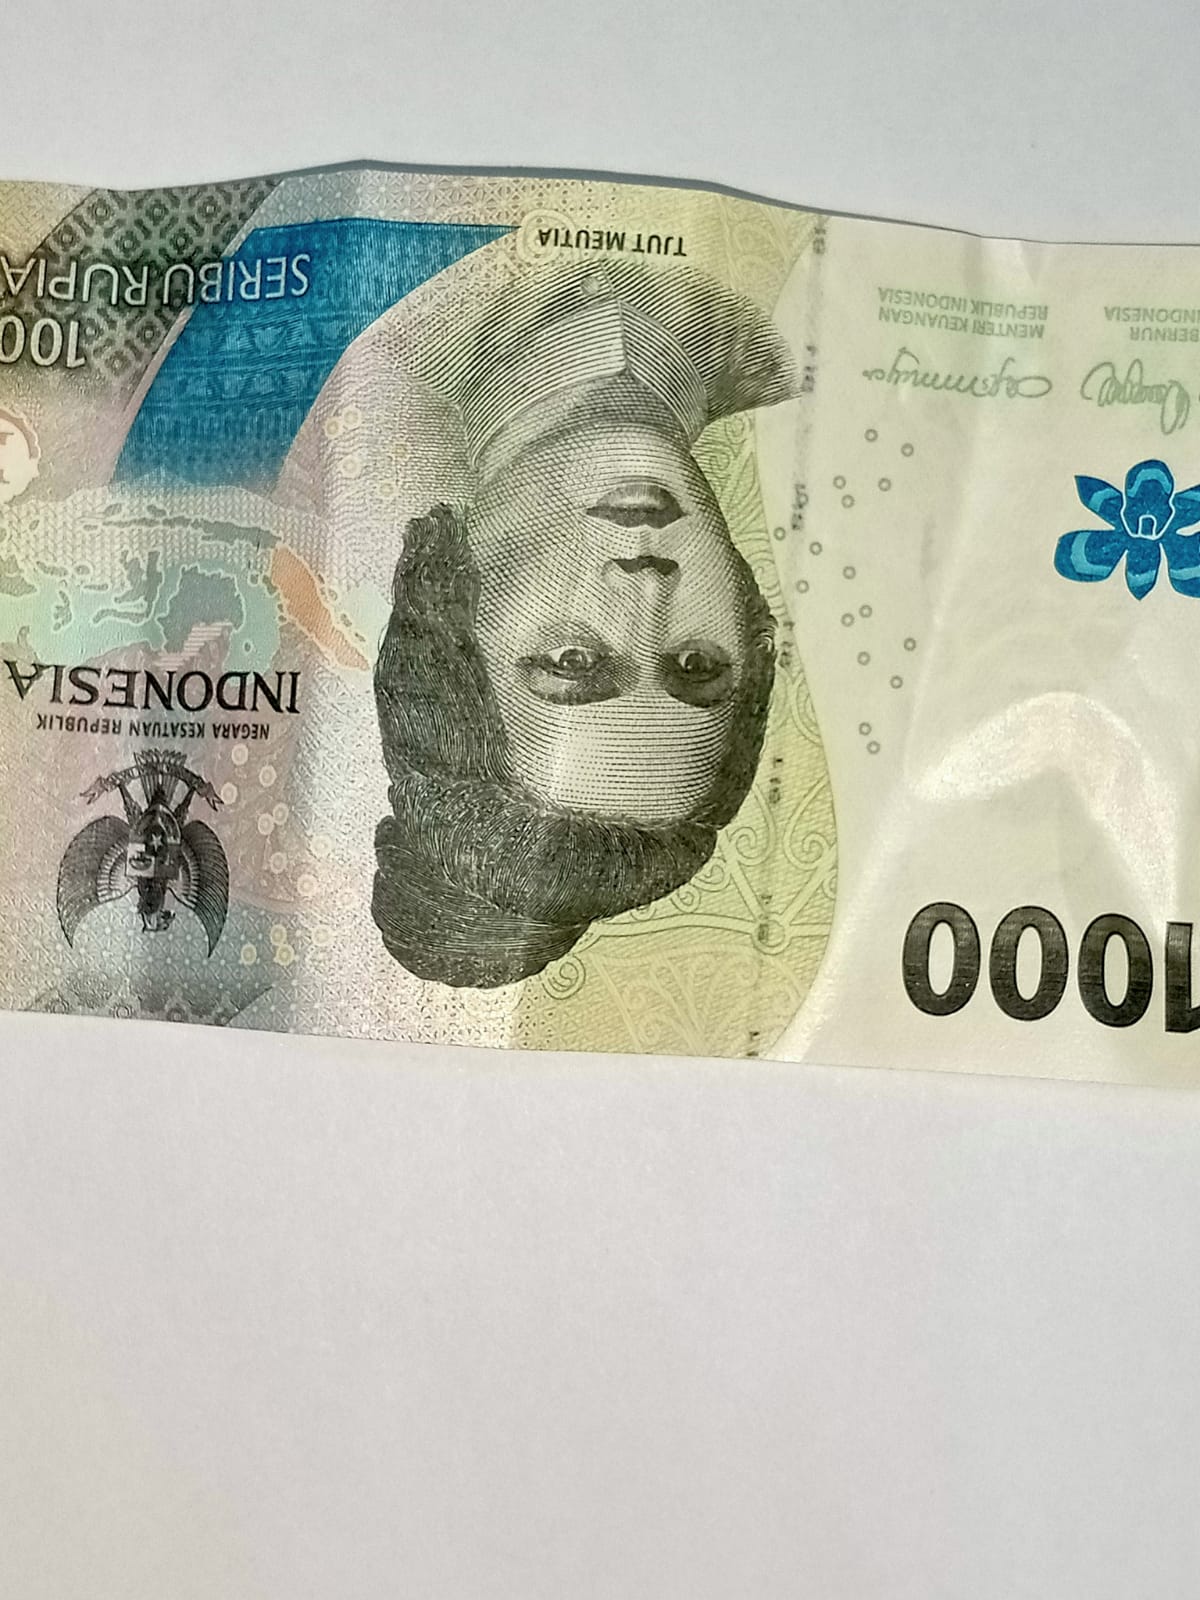 1000
NEGARA KESATUAN REPUBLIK
INDONESIA
100
SERIBU RUPIA
TJUT MEUTIA
BERNUR
INDONESIA
MENTERI KEUANGAN
REPUBLIK INDONESIA